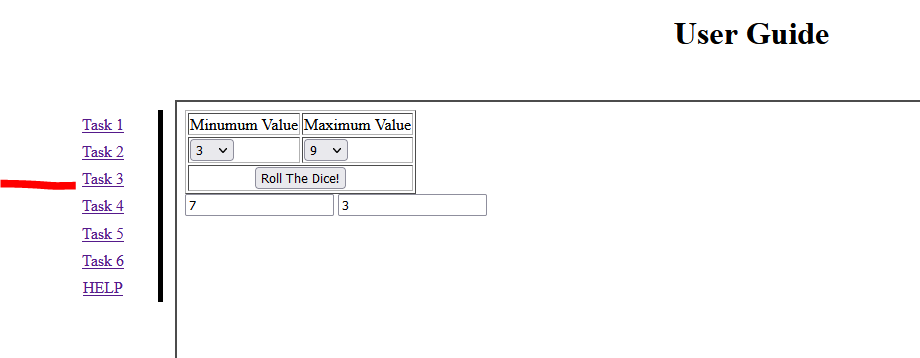 User Guide
Task 1
Task 2
Task 3
Task 4
Task 5
Task 6
HELP
Minumum Value Maximum Value
3 9
Roll The Dice!
7 3